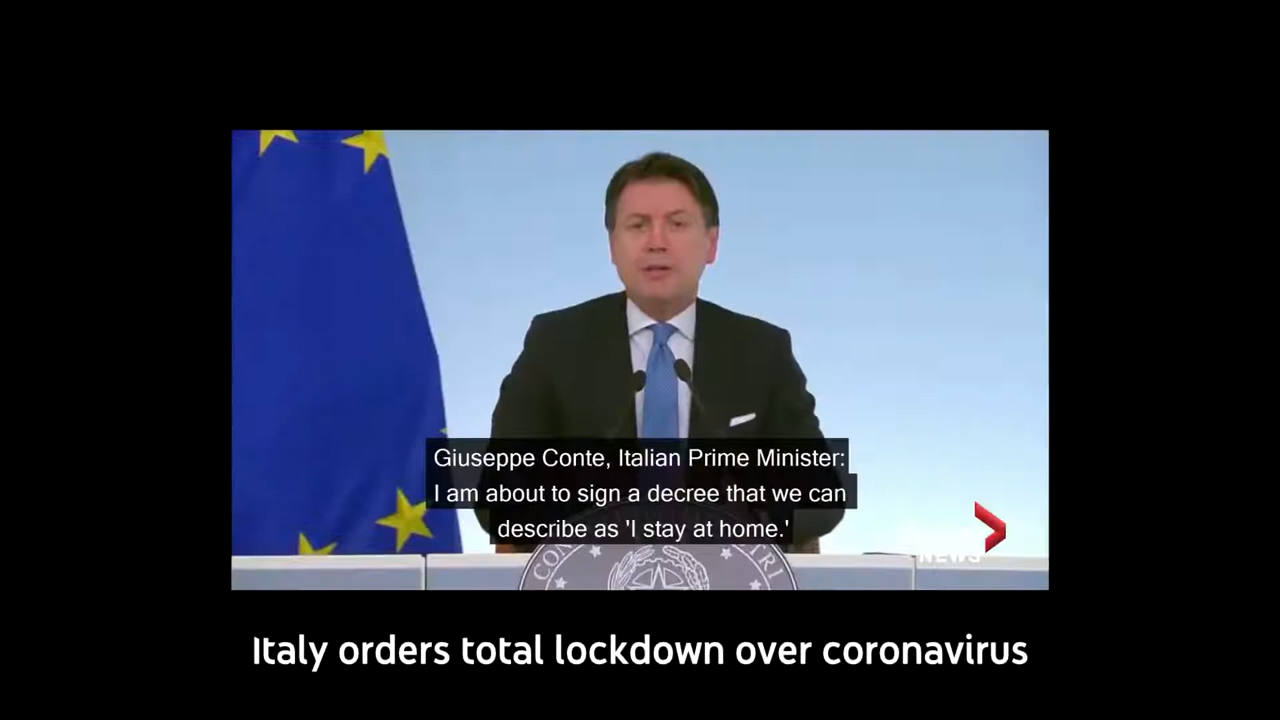 Giuseppe Conte, Italian Prime Minister:
I am about to sign a decree that we can
describe as 'I stay at home.'
NEWS
Italy orders total lockdown over coronavirus